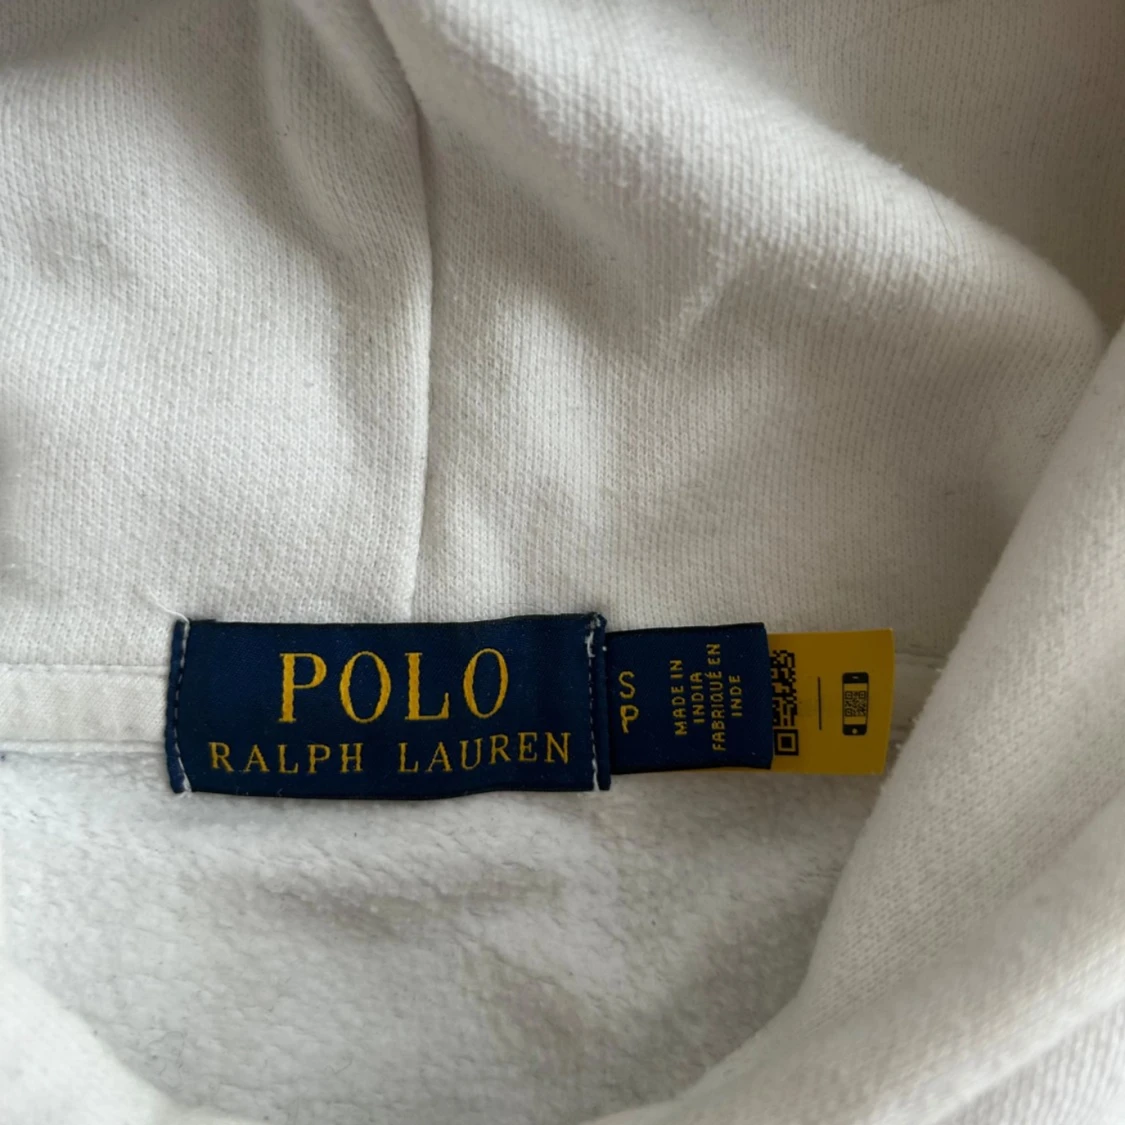 POLO
RALPH LAUREN
S
P
MADE IN
INDIA
FABRIQUÉ EN
INDE